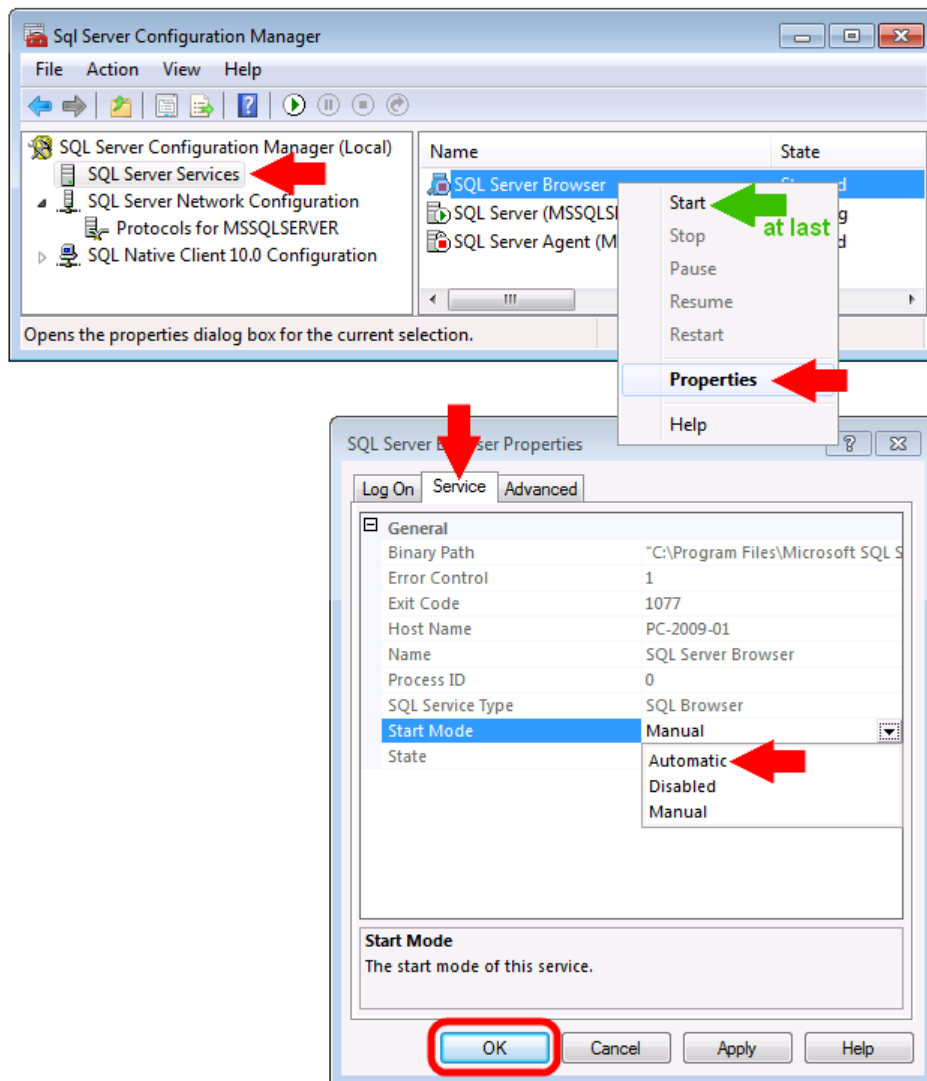 Sql Server Configuration Manager
File Action View Help
SQL Server Configuration Manager (Local)
SQL Server Services
SQL Server Network Configuration
Protocols for MSSQLSERVER
SQL Native Client 10.0 Configuration
Name State
SQL Server Browser
SQL Server (MSSQLS
SQL Server Agent (M
Start
at last
Stop
Pause
Resume
Restart
Properties
Help
Opens the properties dialog box for the current selection.
SQL Server Properties
Log On Service Advanced
General
Binary Path "C:\Program Files\Microsoft SQL S
Error Control 1
Exit Code 1077
Host Name PC-2009-01
Name SQL Server Browser
Process ID 0
SQL Service Type SQL Browser
Start Mode Manual
State
Automatic
Disabled
Manual
Start Mode
The start mode of this service.
OK Cancel Apply Help